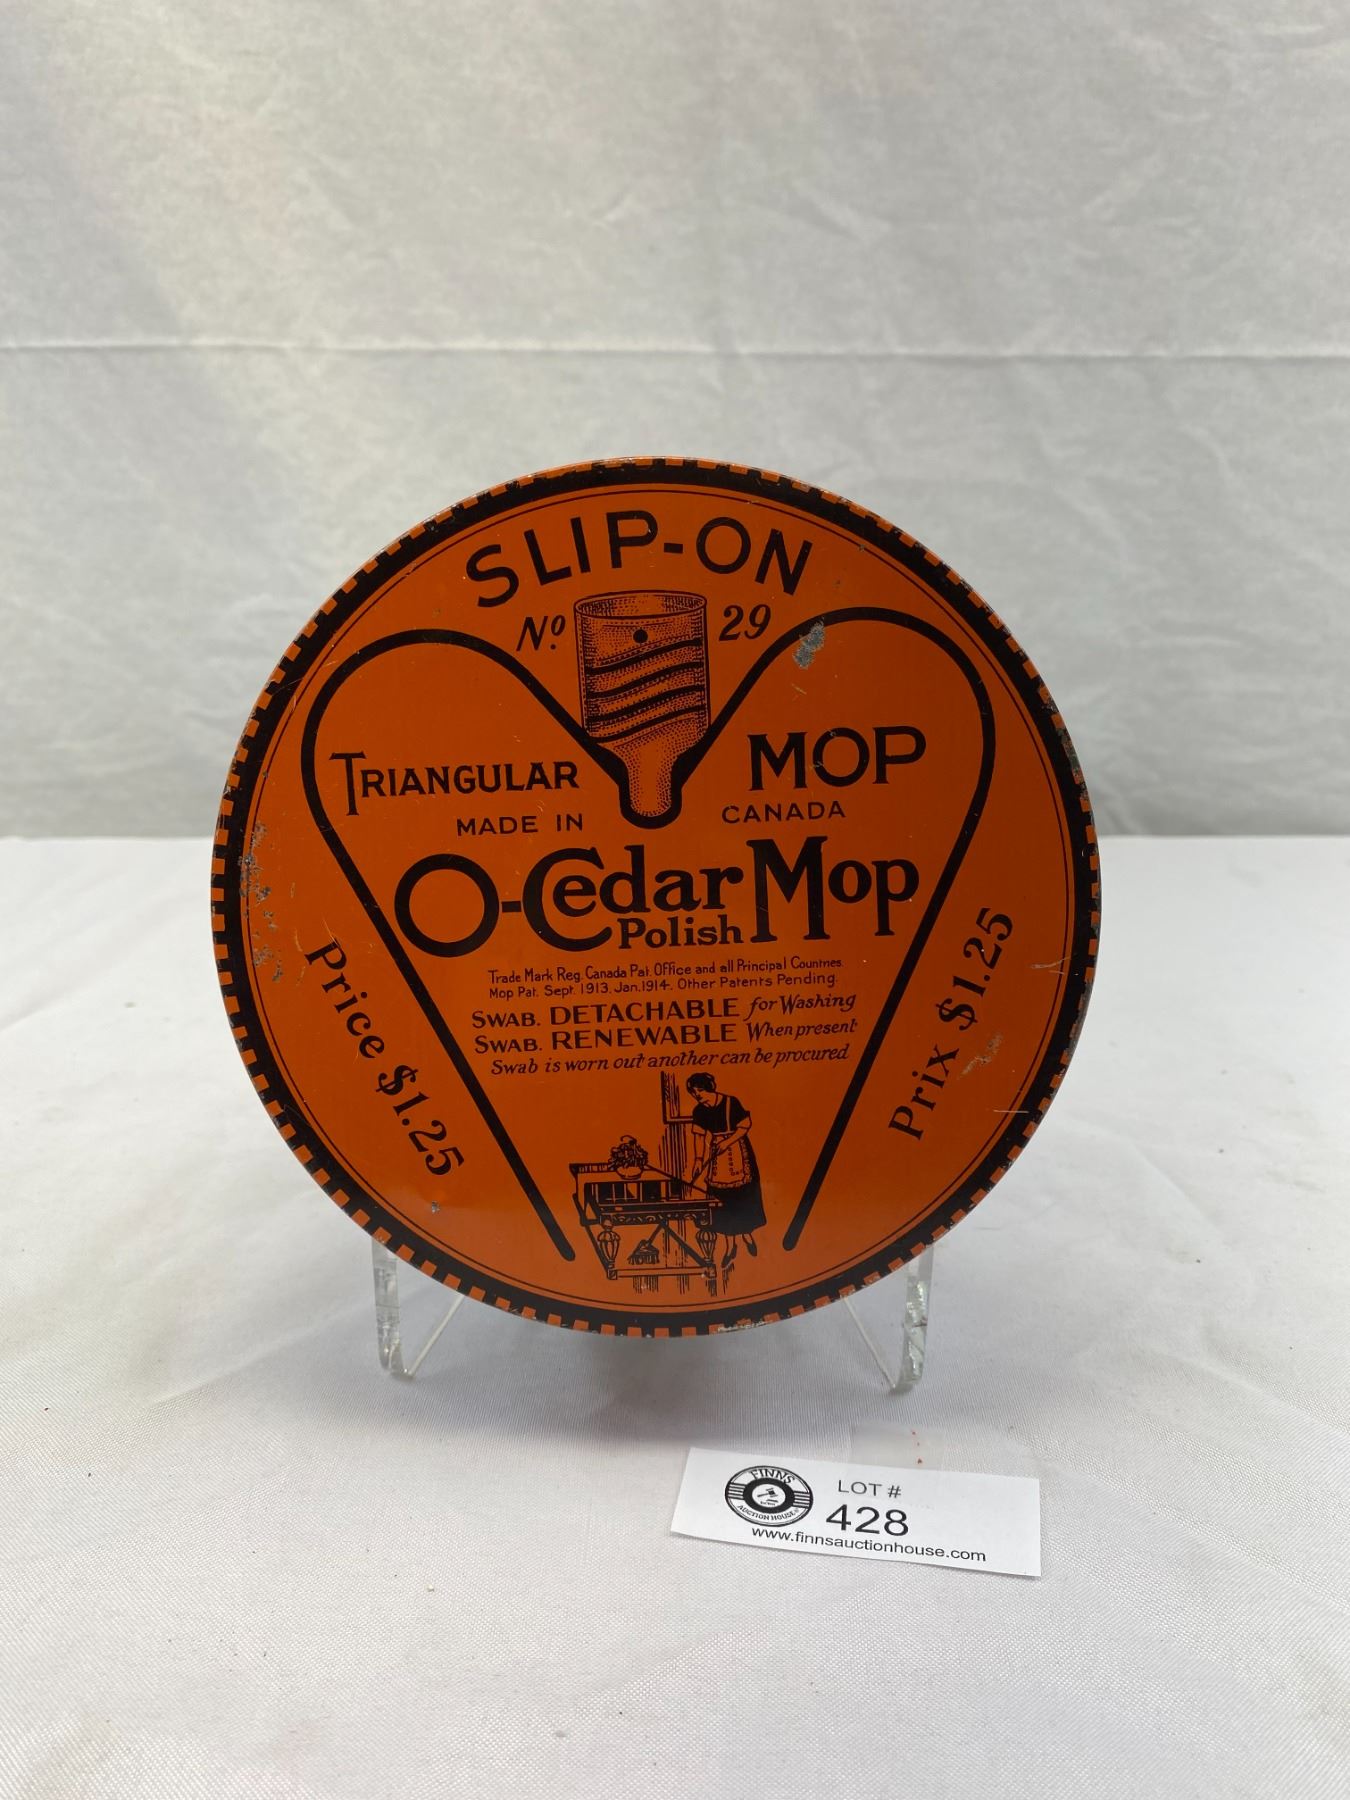 SLIP-ON
Nº 29
TRIANGULAR MOP
MADE IN CANADA
O-Cedar Mop
Polish
Trade Mark Reg. Canada Pat. Office and all Principal Countries.
Mop Pat. Sept. 1913. Jan. 1914. Other Patents Pending.
SWAB. DETACHABLE for Washing
SWAB. RENEWABLE When present
Swab is worn out another can be procured
Price $1.25
Prix $1.25
FINNS
AUCTION HOUSE
LOT #
428
www.finnsauctionhouse.com